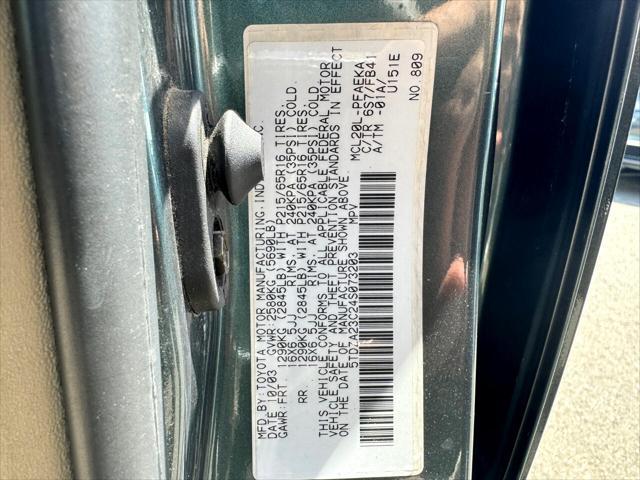 MFD.BY:TOYOTA MOTOR MANUFACTURING,INDIANA,INC.
DATE 10/03 GVWR:2580KG (5690LB)
GAWR:FRT 1290KG (2845LB) WITH P215/65R16 TIRES,
16X6.5JJ RIMS, AT 240KPA (35PSI) COLD.
RR 1290KG (2845LB) WITH P215/65R16 TIRES,
16X6.5JJ RIMS, AT 240KPA (35PSI) COLD.
THIS VEHICLE CONFORMS TO ALL APPLICABLE FEDERAL MOTOR
VEHICLE SAFETY AND THEFT PREVENTION STANDARDS IN EFFECT
ON THE DATE OF MANUFACTURE SHOWN ABOVE.
5TDZA23C24S073203 MPV
MCL20L-PFAEKA
C/TR 6S7/FB41
A/TM -01A/
U151E
NO.809